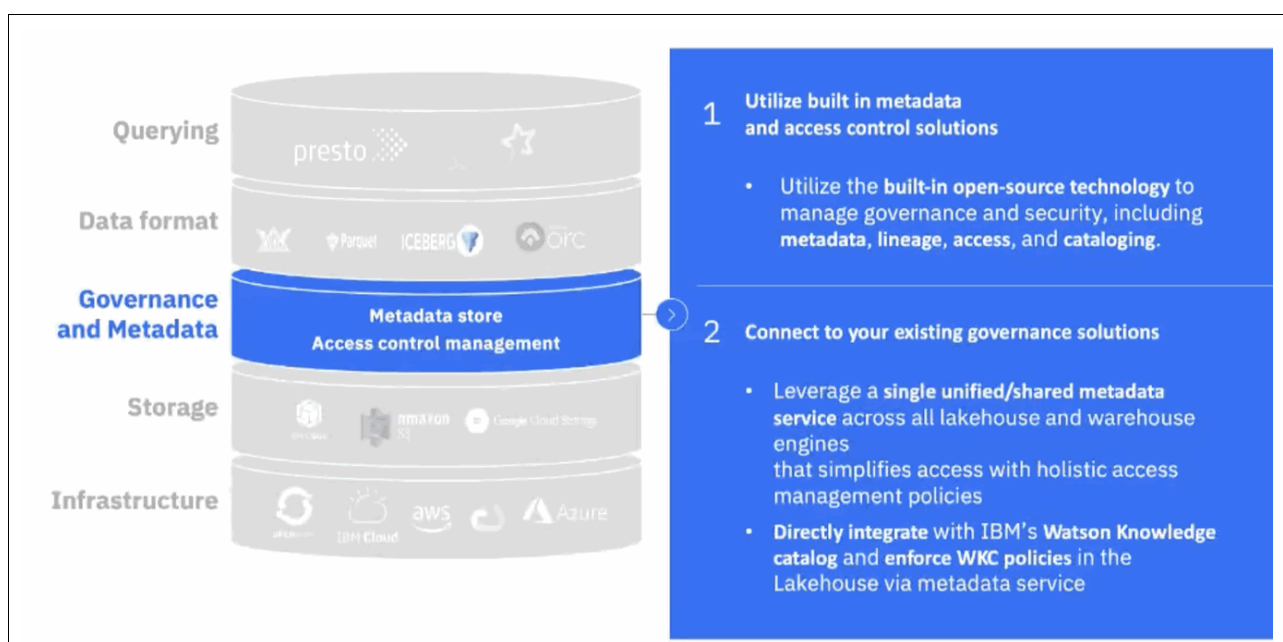 Querying
presto
Data format
Parquet
ICEBERG
orc
Governance
and Metadata
Metadata store
Access control management
Storage
amazon
S3
Google Cloud Storage
Infrastructure
IBM Cloud
aws
Azure
1
Utilize built in metadata
and access control solutions
• Utilize the built-in open-source technology to
manage governance and security, including
metadata, lineage, access, and cataloging.
2
Connect to your existing governance solutions
• Leverage a single unified/shared metadata
service across all lakehouse and warehouse
engines
that simplifies access with holistic access
management policies
• Directly integrate with IBM's Watson Knowledge
catalog and enforce WKC policies in the
Lakehouse via metadata service